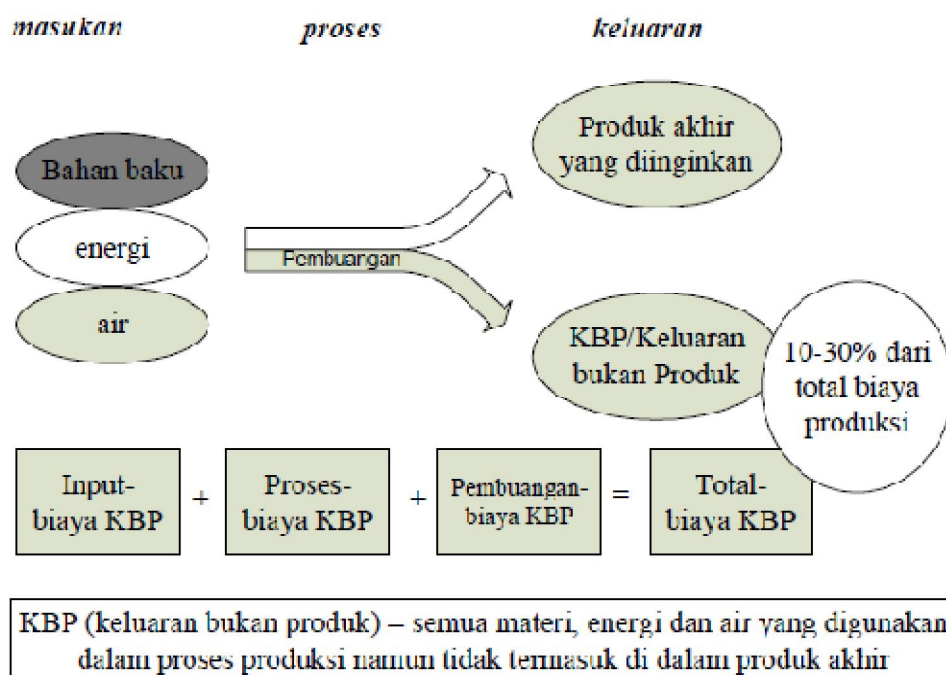 masukan
proses
keluaran
Bahan baku
energi
air
Pembuangan
Produk akhir
yang diinginkan
KBP/Keluaran
bukan Produk
10-30% dari
total biaya
produksi
Input-
biaya KBP
+
Proses-
biaya KBP
+
Pembuangan-
biaya KBP
=
Total-
biaya KBP
KBP (keluaran bukan produk) – semua materi, energi dan air yang digunakan
dalam proses produksi namun tidak termasuk di dalam produk akhir